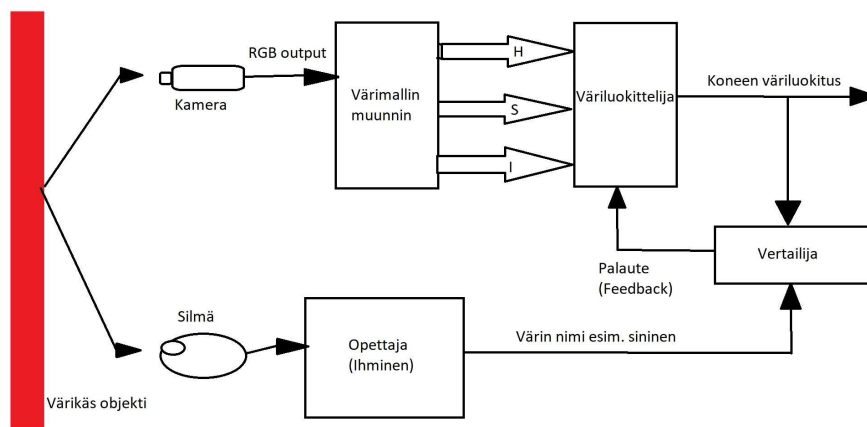 RGB output
Kamera
Värimallin
muunnin
H
S
I
Väriluokittelija
Koneen väriluokitus
Vertailija
Palaute
(Feedback)
Silmä
Opettaja
(Ihminen)
Värin nimi esim. sininen
Värikäs objekti